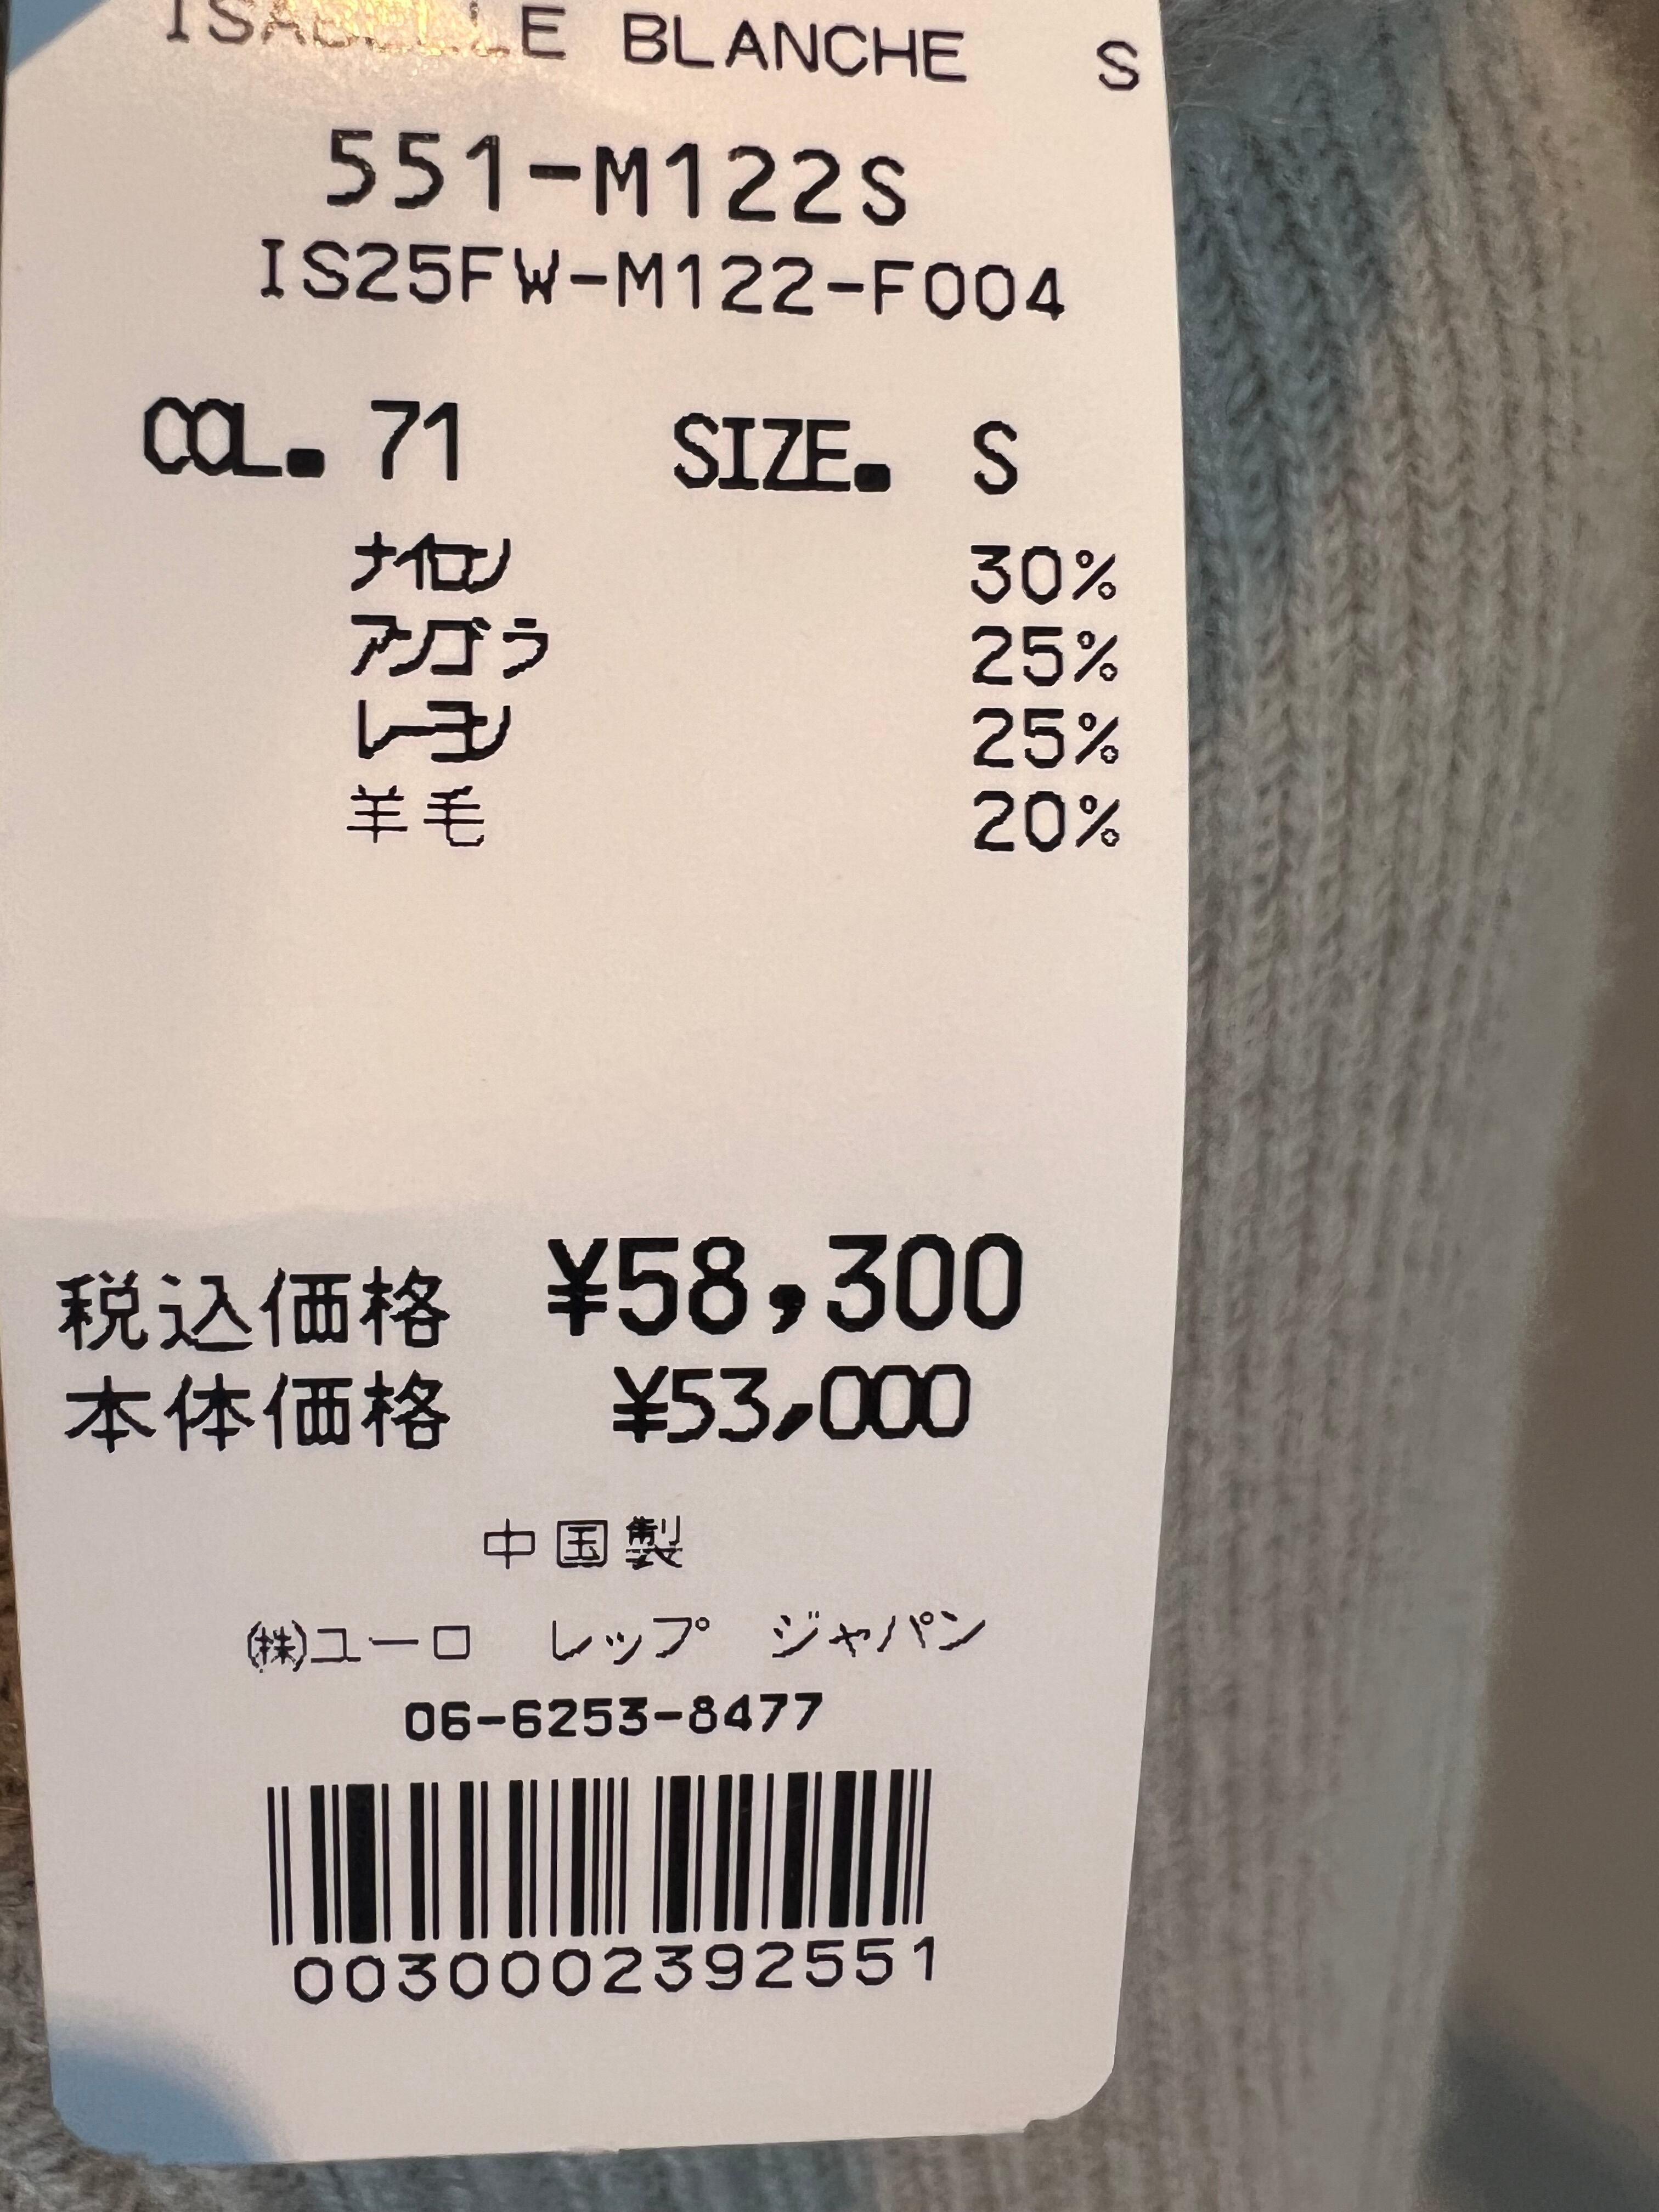 ISABELLE BLANCHE S
551-M122S
IS25FW-M122-F004
COL. 71 SIZE. S
ナイロン 30%
アンゴラ 25%
レーヨン 25%
羊毛 20%
税込価格 ¥58,300
本体価格 ¥53,000
中国製
㈱ユーロ レップ ジャパン
06-6253-8477
0030002392551